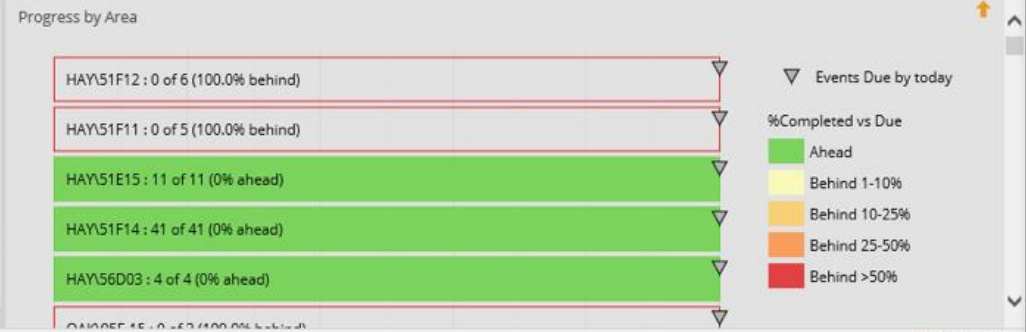 Progress by Area
HAY\51F12 : 0 of 6 (100.0% behind)
HAY\51F11 : 0 of 5 (100.0% behind)
HAY\51E15 : 11 of 11 (0% ahead)
HAY\51F14 : 41 of 41 (0% ahead)
HAY\56D03 : 4 of 4 (0% ahead)
Events Due by today
%Completed vs Due
Ahead
Behind 1-10%
Behind 10-25%
Behind 25-50%
Behind >50%